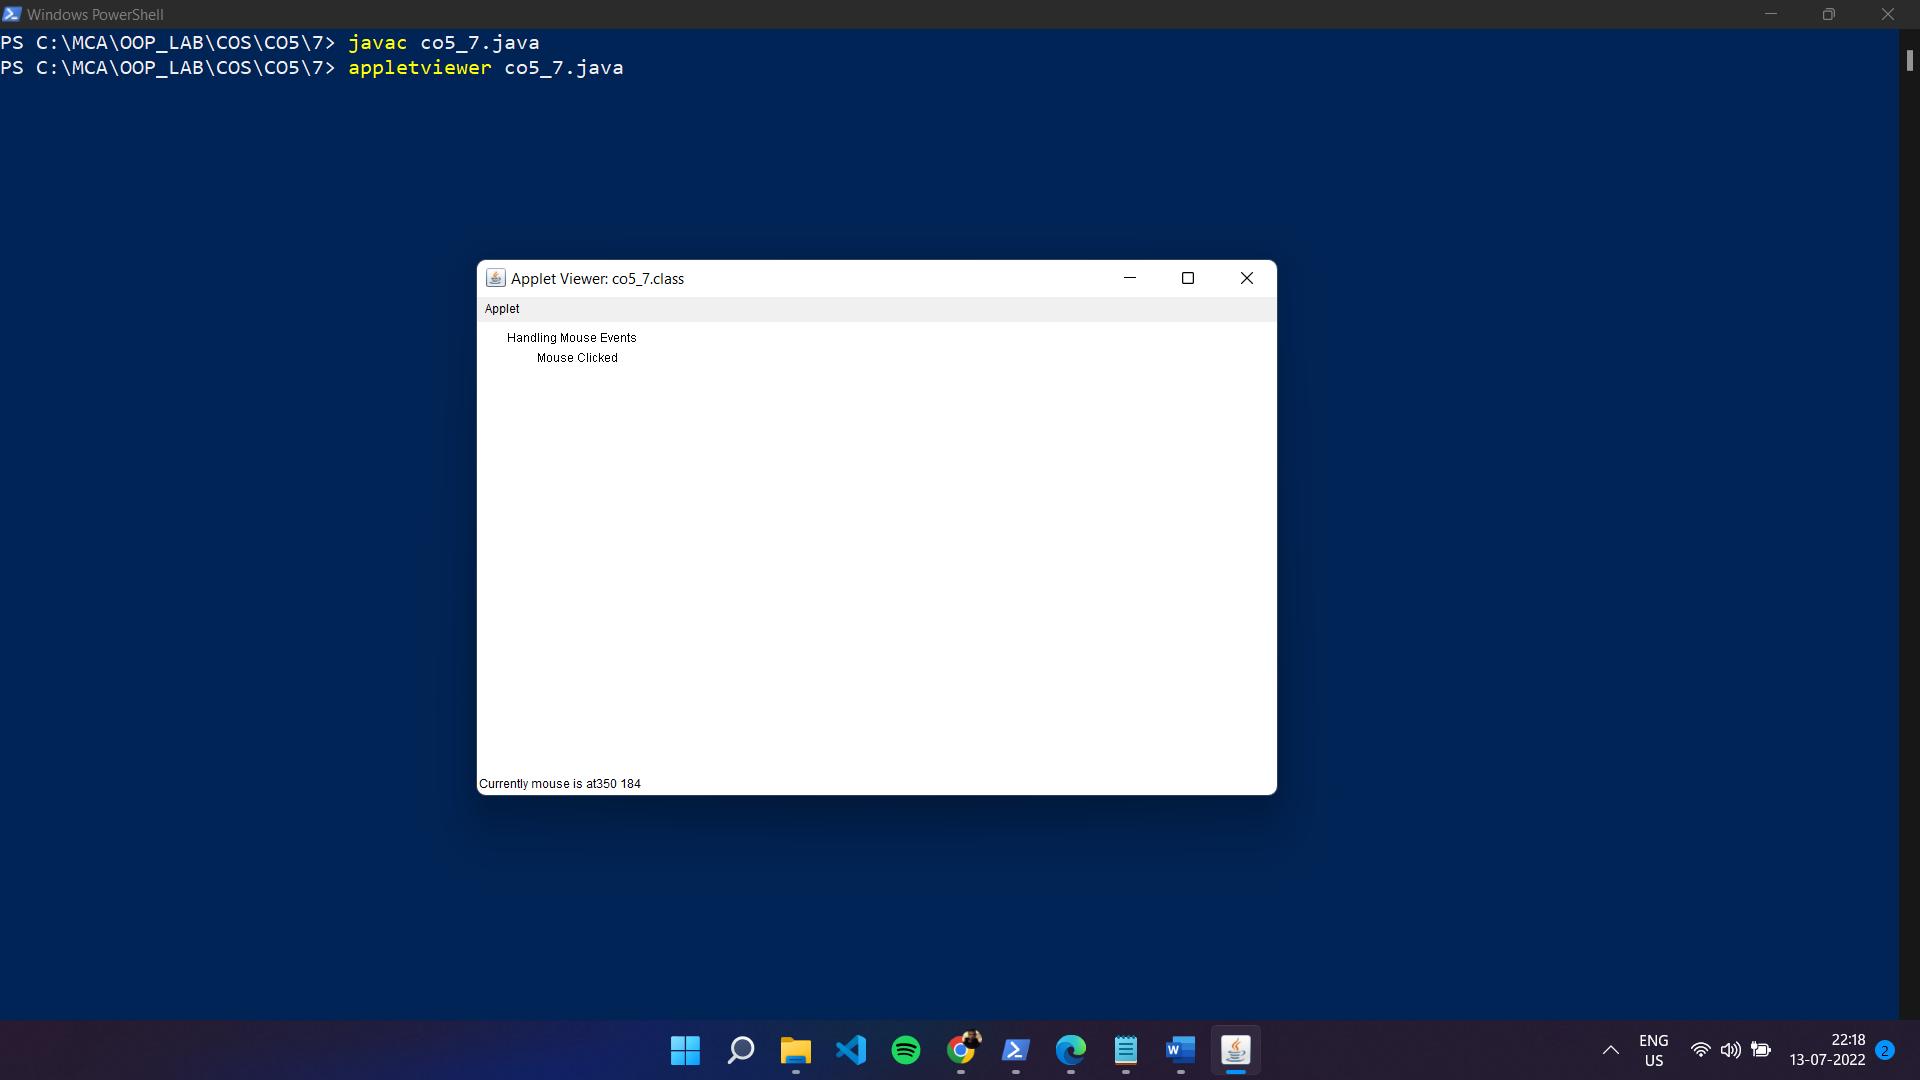 Windows PowerShell
PS C:\MCA\OOP_LAB\COS\CO5\7> javac co5_7.java
PS C:\MCA\OOP_LAB\COS\CO5\7> appletviewer co5_7.java
Applet Viewer: co5_7.class
Applet
Handling Mouse Events
Mouse Clicked
Currently mouse is at350 184
W
ENG
US
22:18
13-07-2022
2